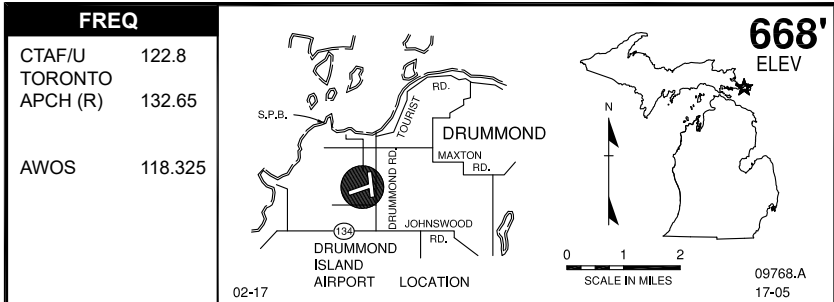 FREQ
CTAF/U 122.8
TORONTO
APCH (R) 132.65
AWOS 118.325
S.P.B.
TOURIST
RD.
DRUMMOND
MAXTON
RD.
DRUMMOND RD.
134
JOHNSWOOD
RD.
DRUMMOND
ISLAND
AIRPORT LOCATION
02-17
668'
ELEV
N
0 1 2
SCALE IN MILES
09768.A
17-05